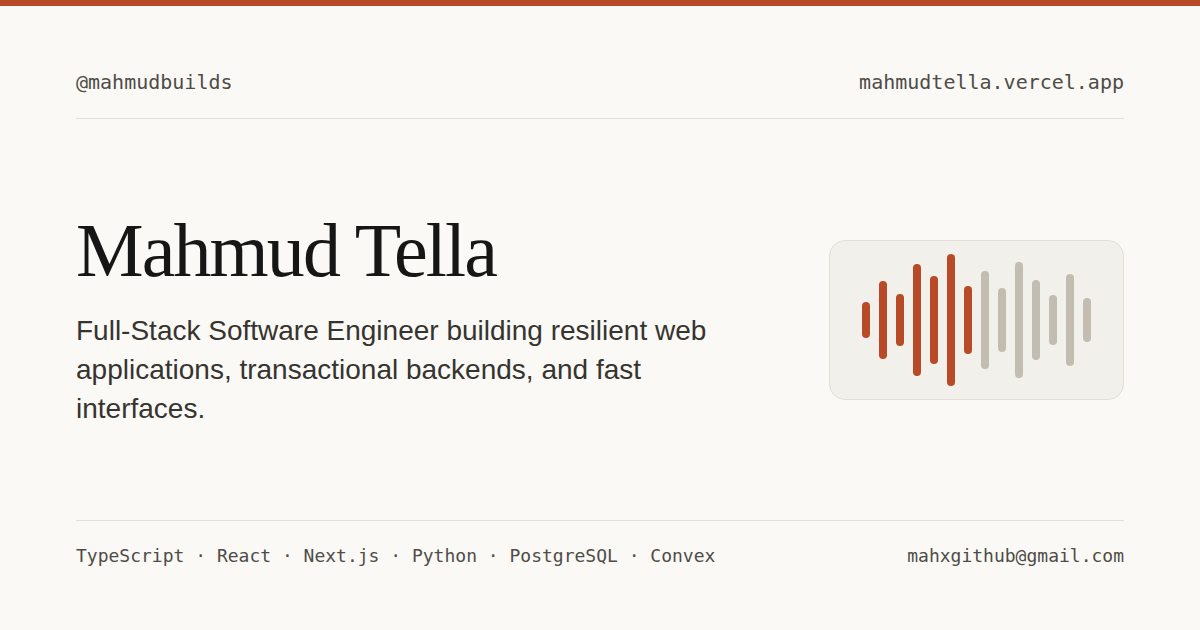 @mahmudbuilds
mahmudtella.vercel.app
Mahmud Tella
Full-Stack Software Engineer building resilient web
applications, transactional backends, and fast
interfaces.
TypeScript · React · Next.js · Python · PostgreSQL · Convex
mahxgithub@gmail.com